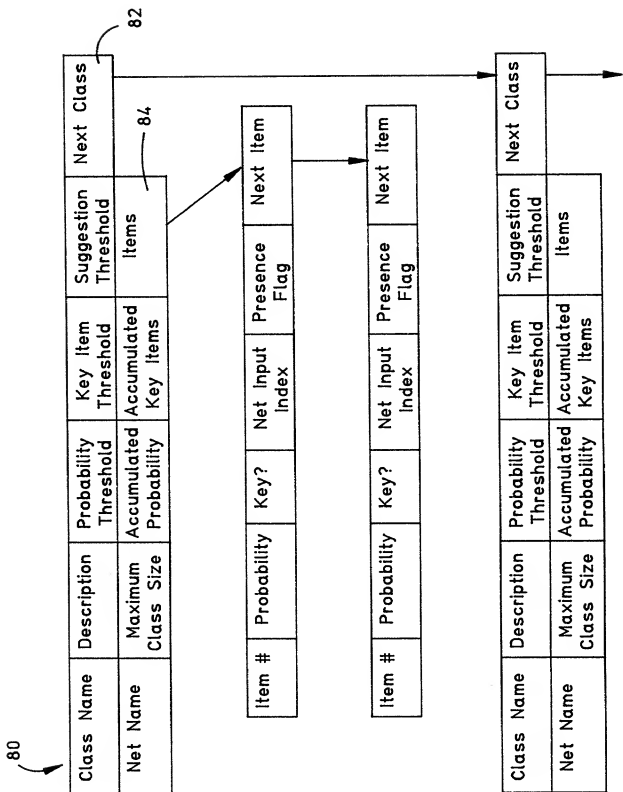 80
82
Class Name
Description
Probability
Threshold
Key Item
Threshold
Suggestion
Threshold
Next Class
Net Name
Maximum
Class Size
Accumulated
Probability
Accumulated
Key Items
Items
84
Item #
Probability
Key?
Net Input
Index
Presence
Flag
Next Item
Item #
Probability
Key?
Net Input
Index
Presence
Flag
Next Item
Class Name
Description
Probability
Threshold
Key Item
Threshold
Suggestion
Threshold
Next Class
Net Name
Maximum
Class Size
Accumulated
Probability
Accumulated
Key Items
Items